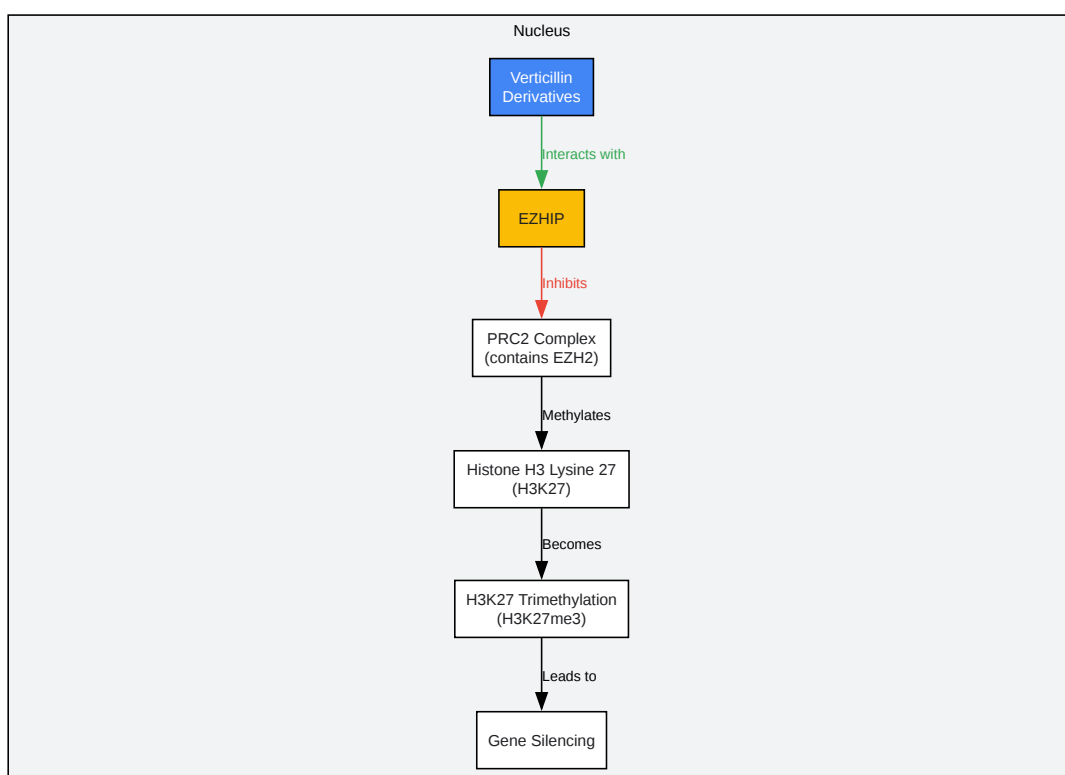 Nucleus
Verticillin
Derivatives
Interacts with
EZHIP
Inhibits
PRC2 Complex
(contains EZH2)
Methylates
Histone H3 Lysine 27
(H3K27)
Becomes
H3K27 Trimethylation
(H3K27me3)
Leads to
Gene Silencing